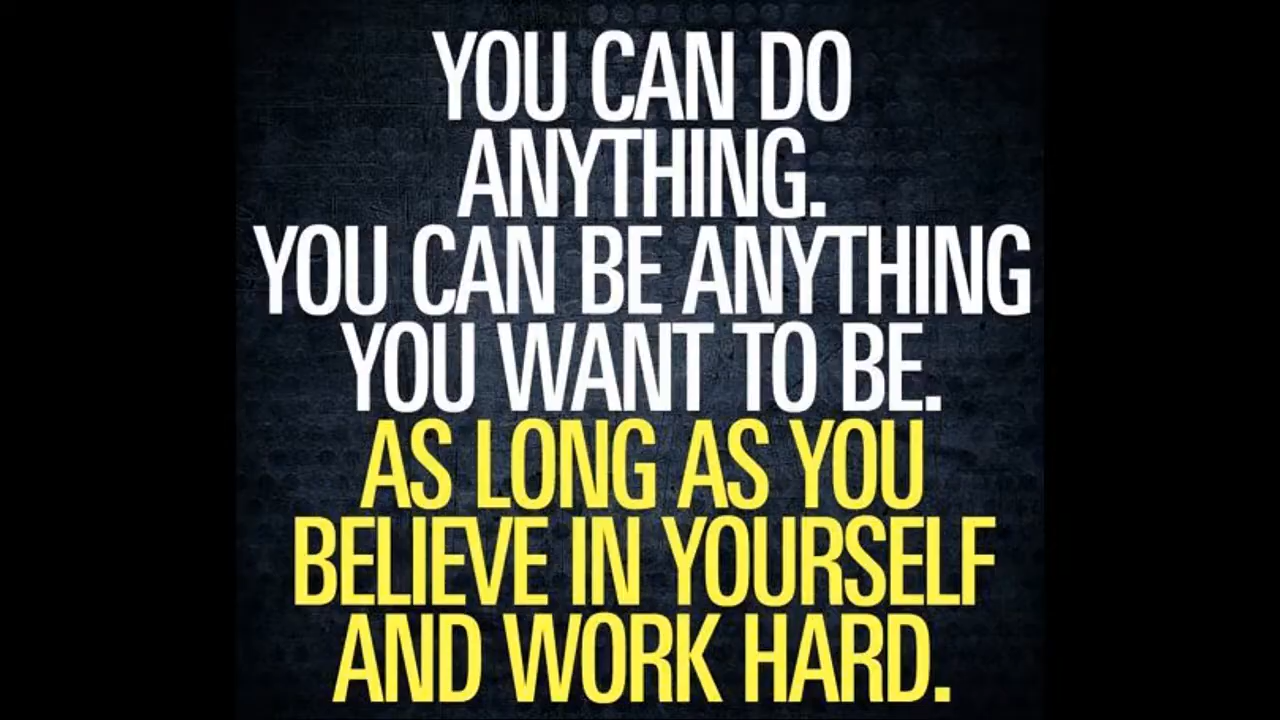 YOU CAN DO
ANYTHING.
YOU CAN BE ANYTHING
YOU WANT TO BE.
AS LONG AS YOU
BELIEVE IN YOURSELF
AND WORK HARD.